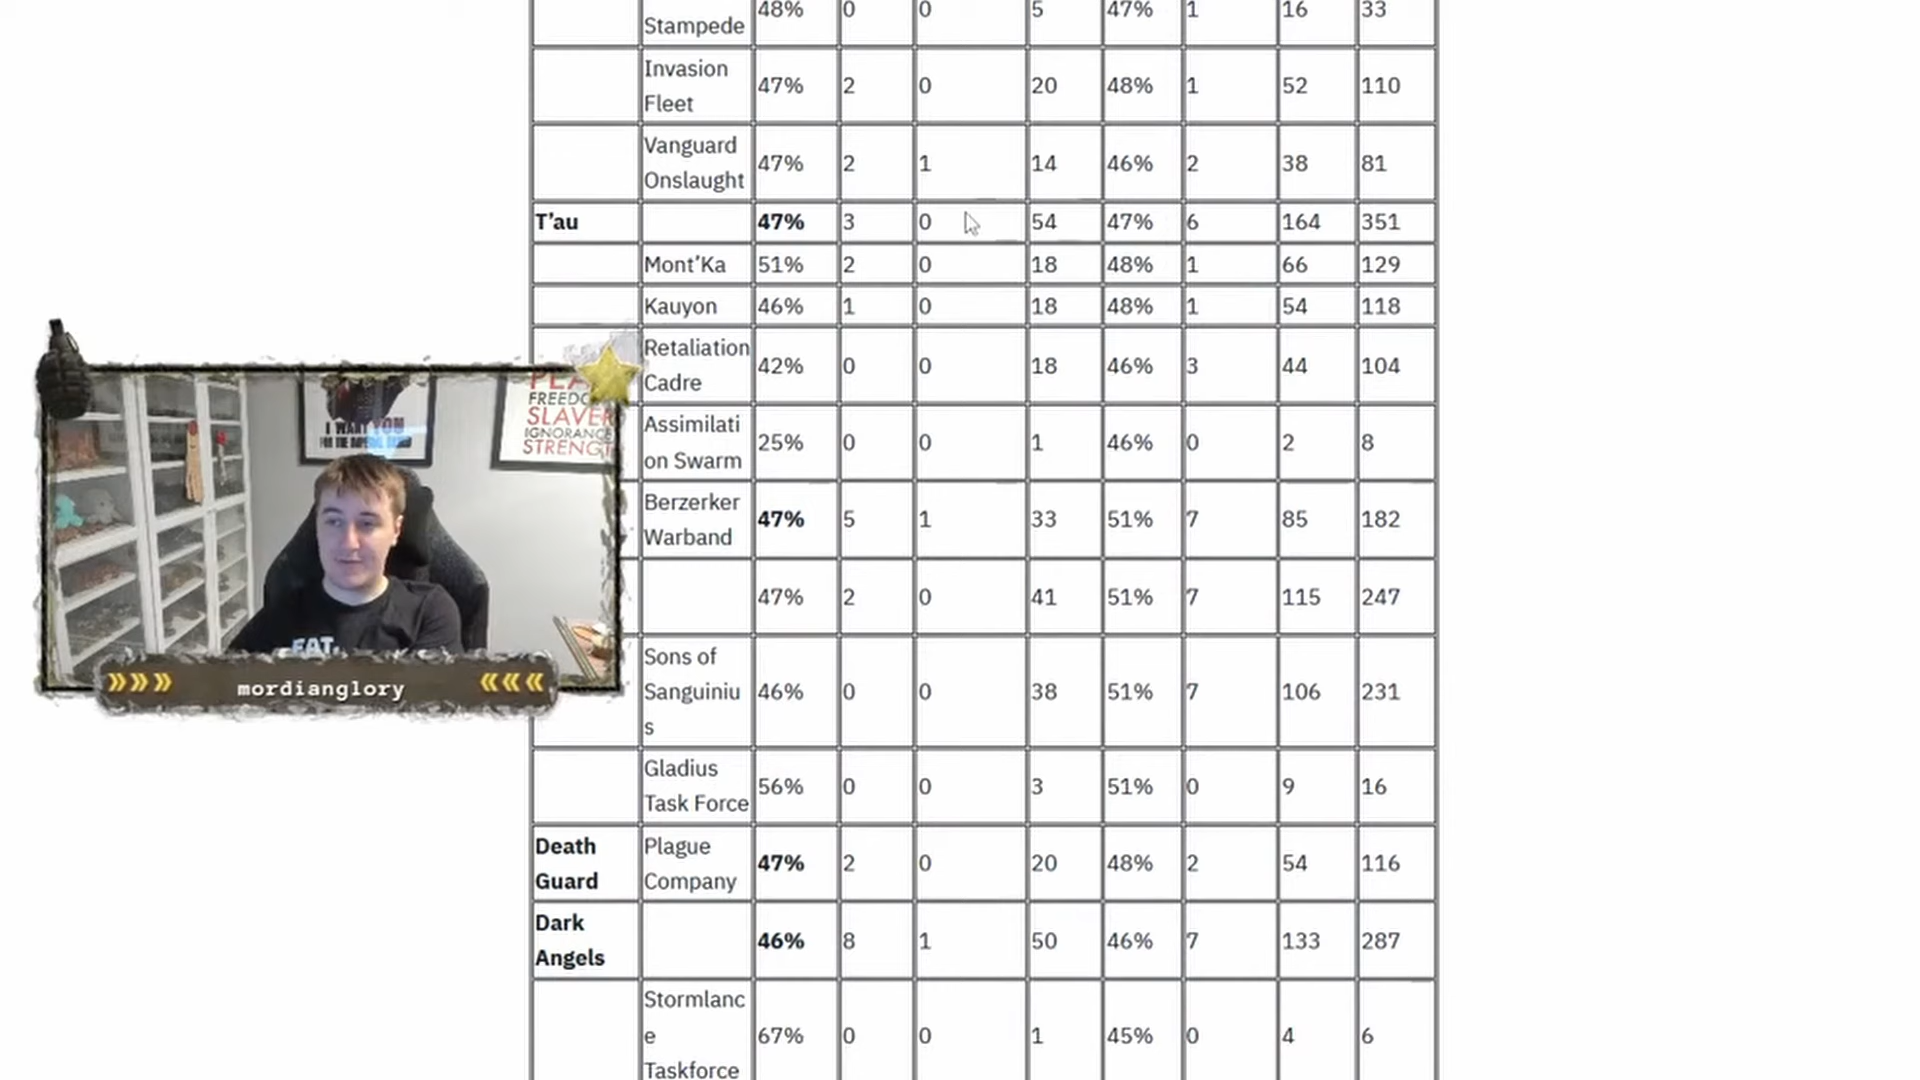 48% 0 0 5 47% 1 16 33
Stampede
Invasion
Fleet
47% 2 0 20 48% 1 52 110
Vanguard
Onslaught
47% 2 1 14 46% 2 38 81
T’au 47% 3 0 54 47% 6 164 351
Mont’Ka 51% 2 0 18 48% 1 66 129
Kauyon 46% 1 0 18 48% 1 54 118
Retaliation
Cadre
42% 0 0 18 46% 3 44 104
Assimilati
on Swarm
25% 0 0 1 46% 0 2 8
Berzerker
Warband
47% 5 1 33 51% 7 85 182
47% 2 0 41 51% 7 115 247
Sons of
Sanguiniu
s
46% 0 0 38 51% 7 106 231
Gladius
Task Force
56% 0 0 3 51% 0 9 16
Death
Guard
Plague
Company
47% 2 0 20 48% 2 54 116
Dark
Angels
46% 8 1 50 46% 7 133 287
Stormlanc
e
Taskforce
67% 0 0 1 45% 0 4 6
I WANT YOU
FREEDO
SLAVER
IGNORANCE
STRENGT
EAT.
»»» mordianglory «««